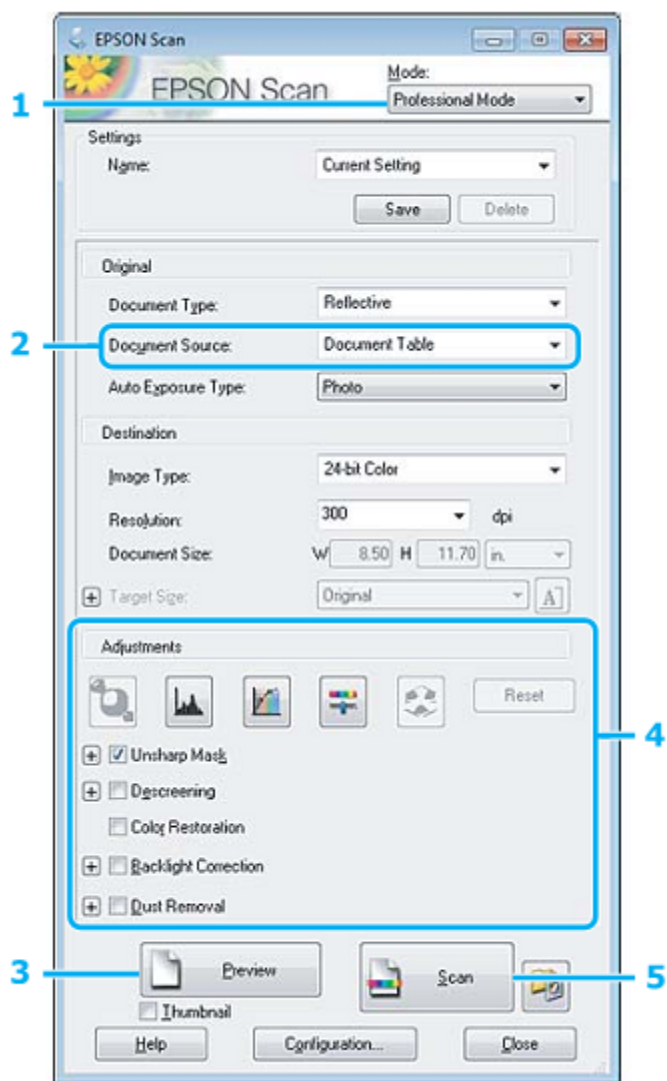 EPSON Scan
EPSON Scan
Mode:
1
Professional Mode
Settings
Name:
Current Setting
Save
Delete
Original
Document Type:
Reflective
2
Document Source:
Document Table
Auto Exposure Type:
Photo
Destination
Image Type:
24-bit Color
Resolution:
300
dpi
Document Size:
W
8.50
H
11.70
in.
Target Size:
Original
A
Adjustments
Reset
4
Unsharp Mask
Descreening
Color Restoration
Backlight Correction
Dust Removal
3
Preview
Scan
5
Thumbnail
Help
Configuration...
Close